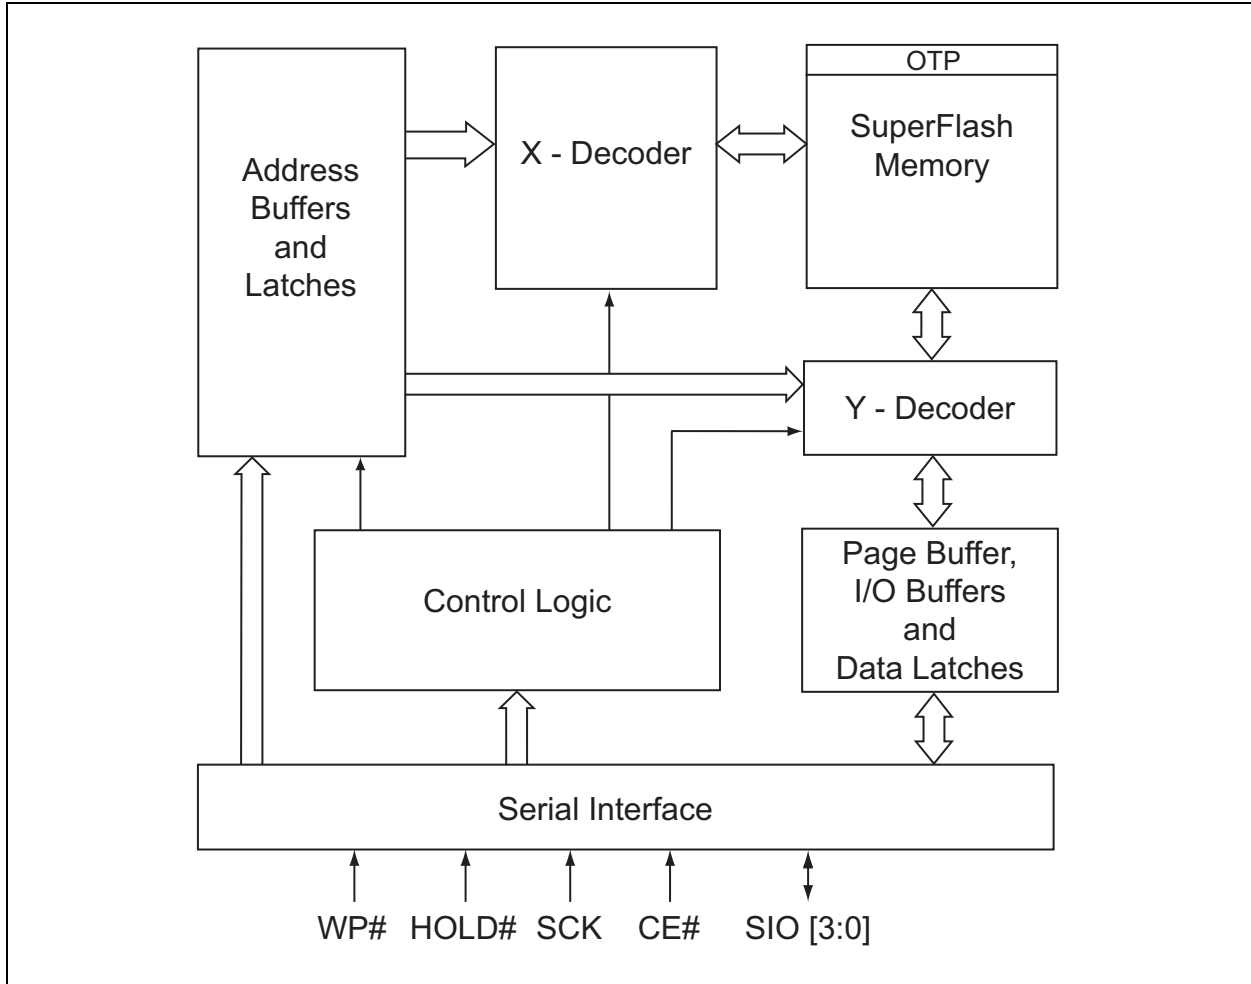 OTP
Address
Buffers
and
Latches
X - Decoder
SuperFlash
Memory
Y - Decoder
Control Logic
Page Buffer,
I/O Buffers
and
Data Latches
Serial Interface
WP# HOLD# SCK CE# SIO [3:0]